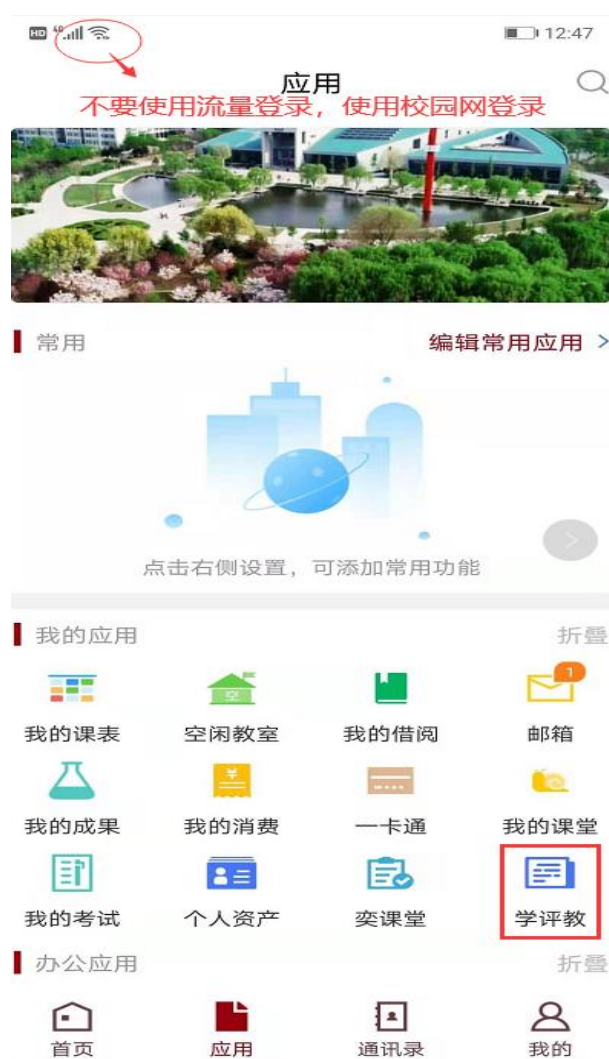 HD 4G 12:47
应用
不要使用流量登录，使用校园网登录
常用 编辑常用应用 >
点击右侧设置，可添加常用功能
我的应用 折叠
1
空
我的课表 空闲教室 我的借阅 邮箱
¥
我的成果 我的消费 一卡通 我的课堂
我的考试 个人资产 奕课堂 学评教
办公应用 折叠
首页 应用 通讯录 我的